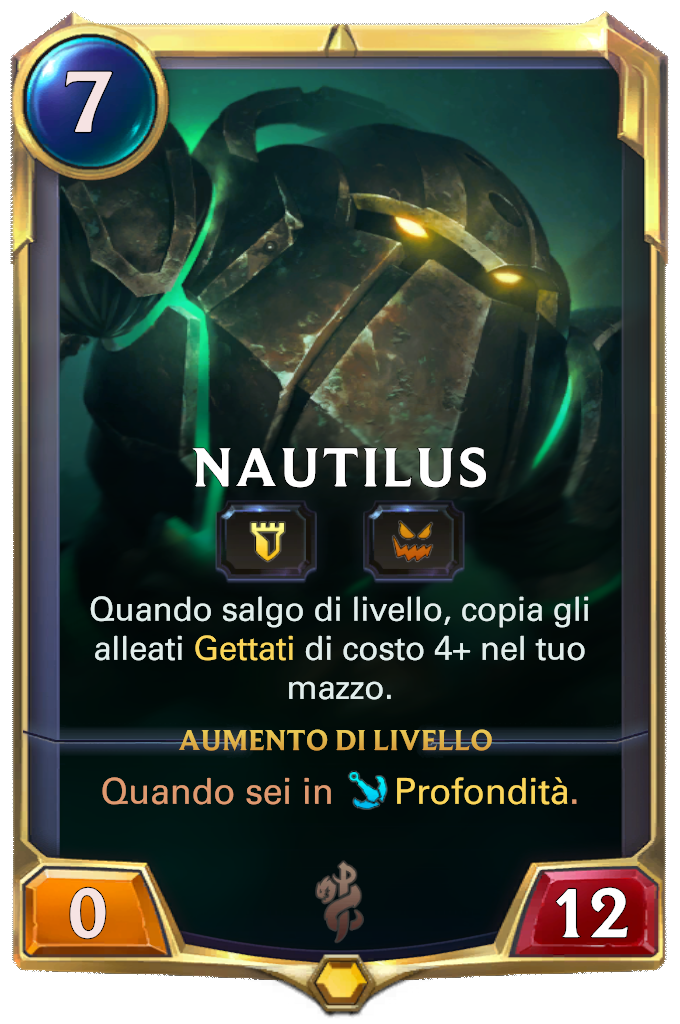 7
NAUTILUS
Quando salgo di livello, copia gli
alleati Gettati di costo 4+ nel tuo
mazzo.
AUMENTO DI LIVELLO
Quando sei in Profondità.
0
12